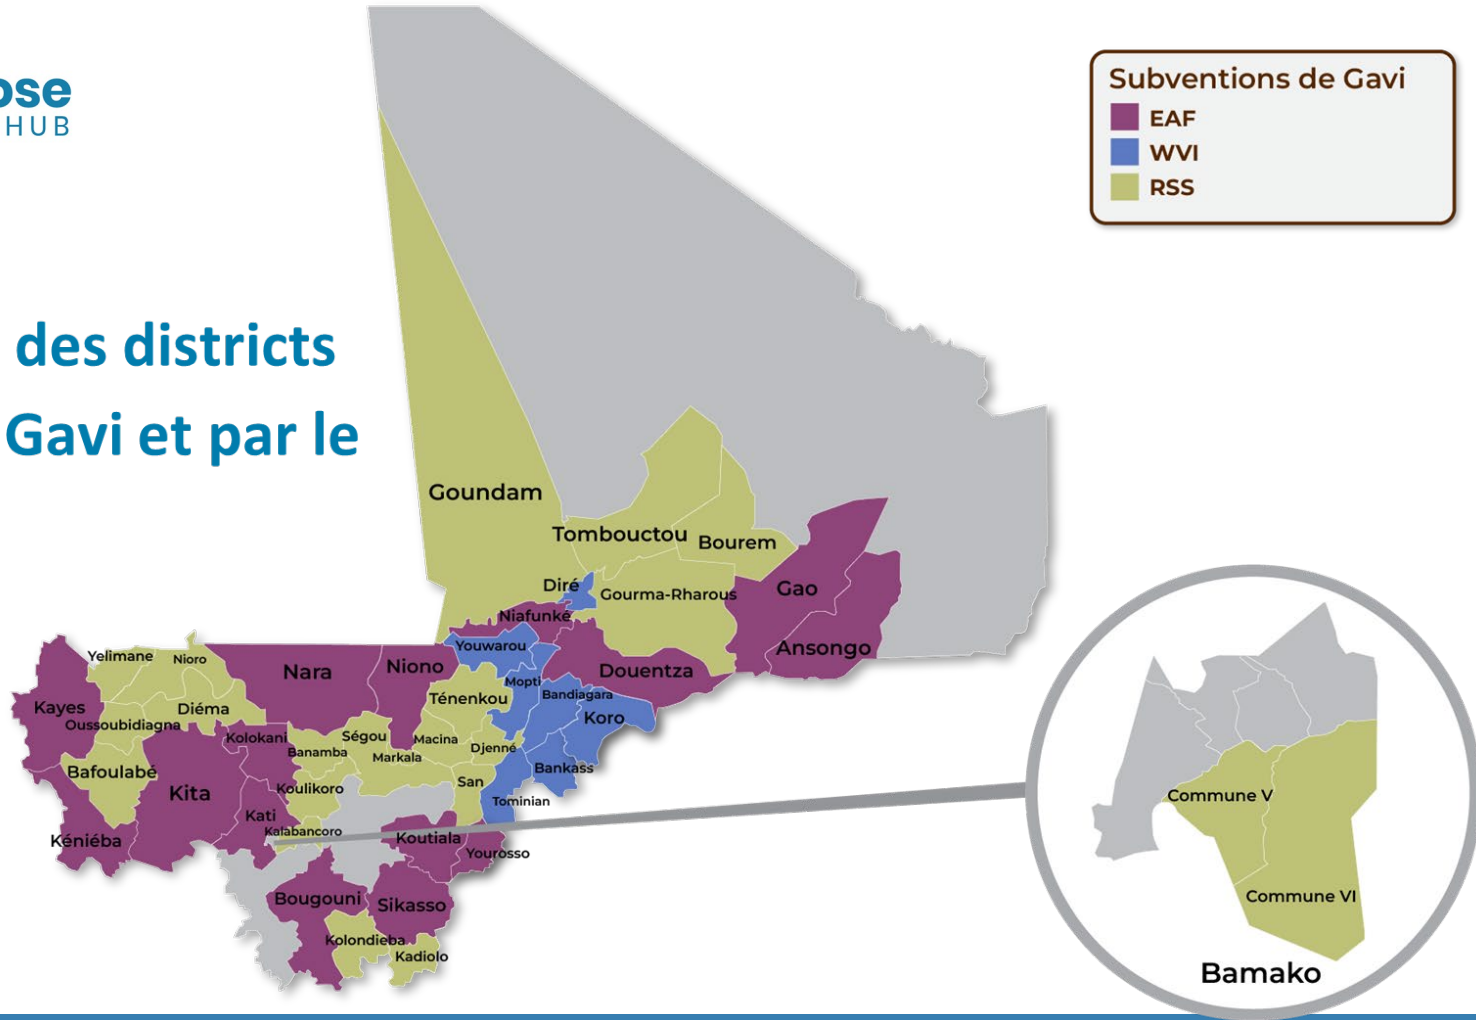 ose
HUB
des districts
Gavi et par le
Subventions de Gavi
EAF
WVI
RSS
Goundam
Tombouctou
Bourem
Diré
Gourma-Rharous
Gao
Niafunké
Ansongo
Youwarou
Douentza
Yelimane
Nioro
Nara
Niono
Mopti
Bandiagara
Ténenkou
Koro
Kayes
Diéma
Oussoubidiagna
Kolokani
Ségou
Macina
Banamba
Markala
Djenné
Bafoulabé
Bankass
San
Koulikoro
Kita
Tominian
Kati
Kalabancoro
Kéniéba
Koutiala
Yourosso
Bougouni
Sikasso
Kolondieba
Kadiolo
Commune V
Commune VI
Bamako